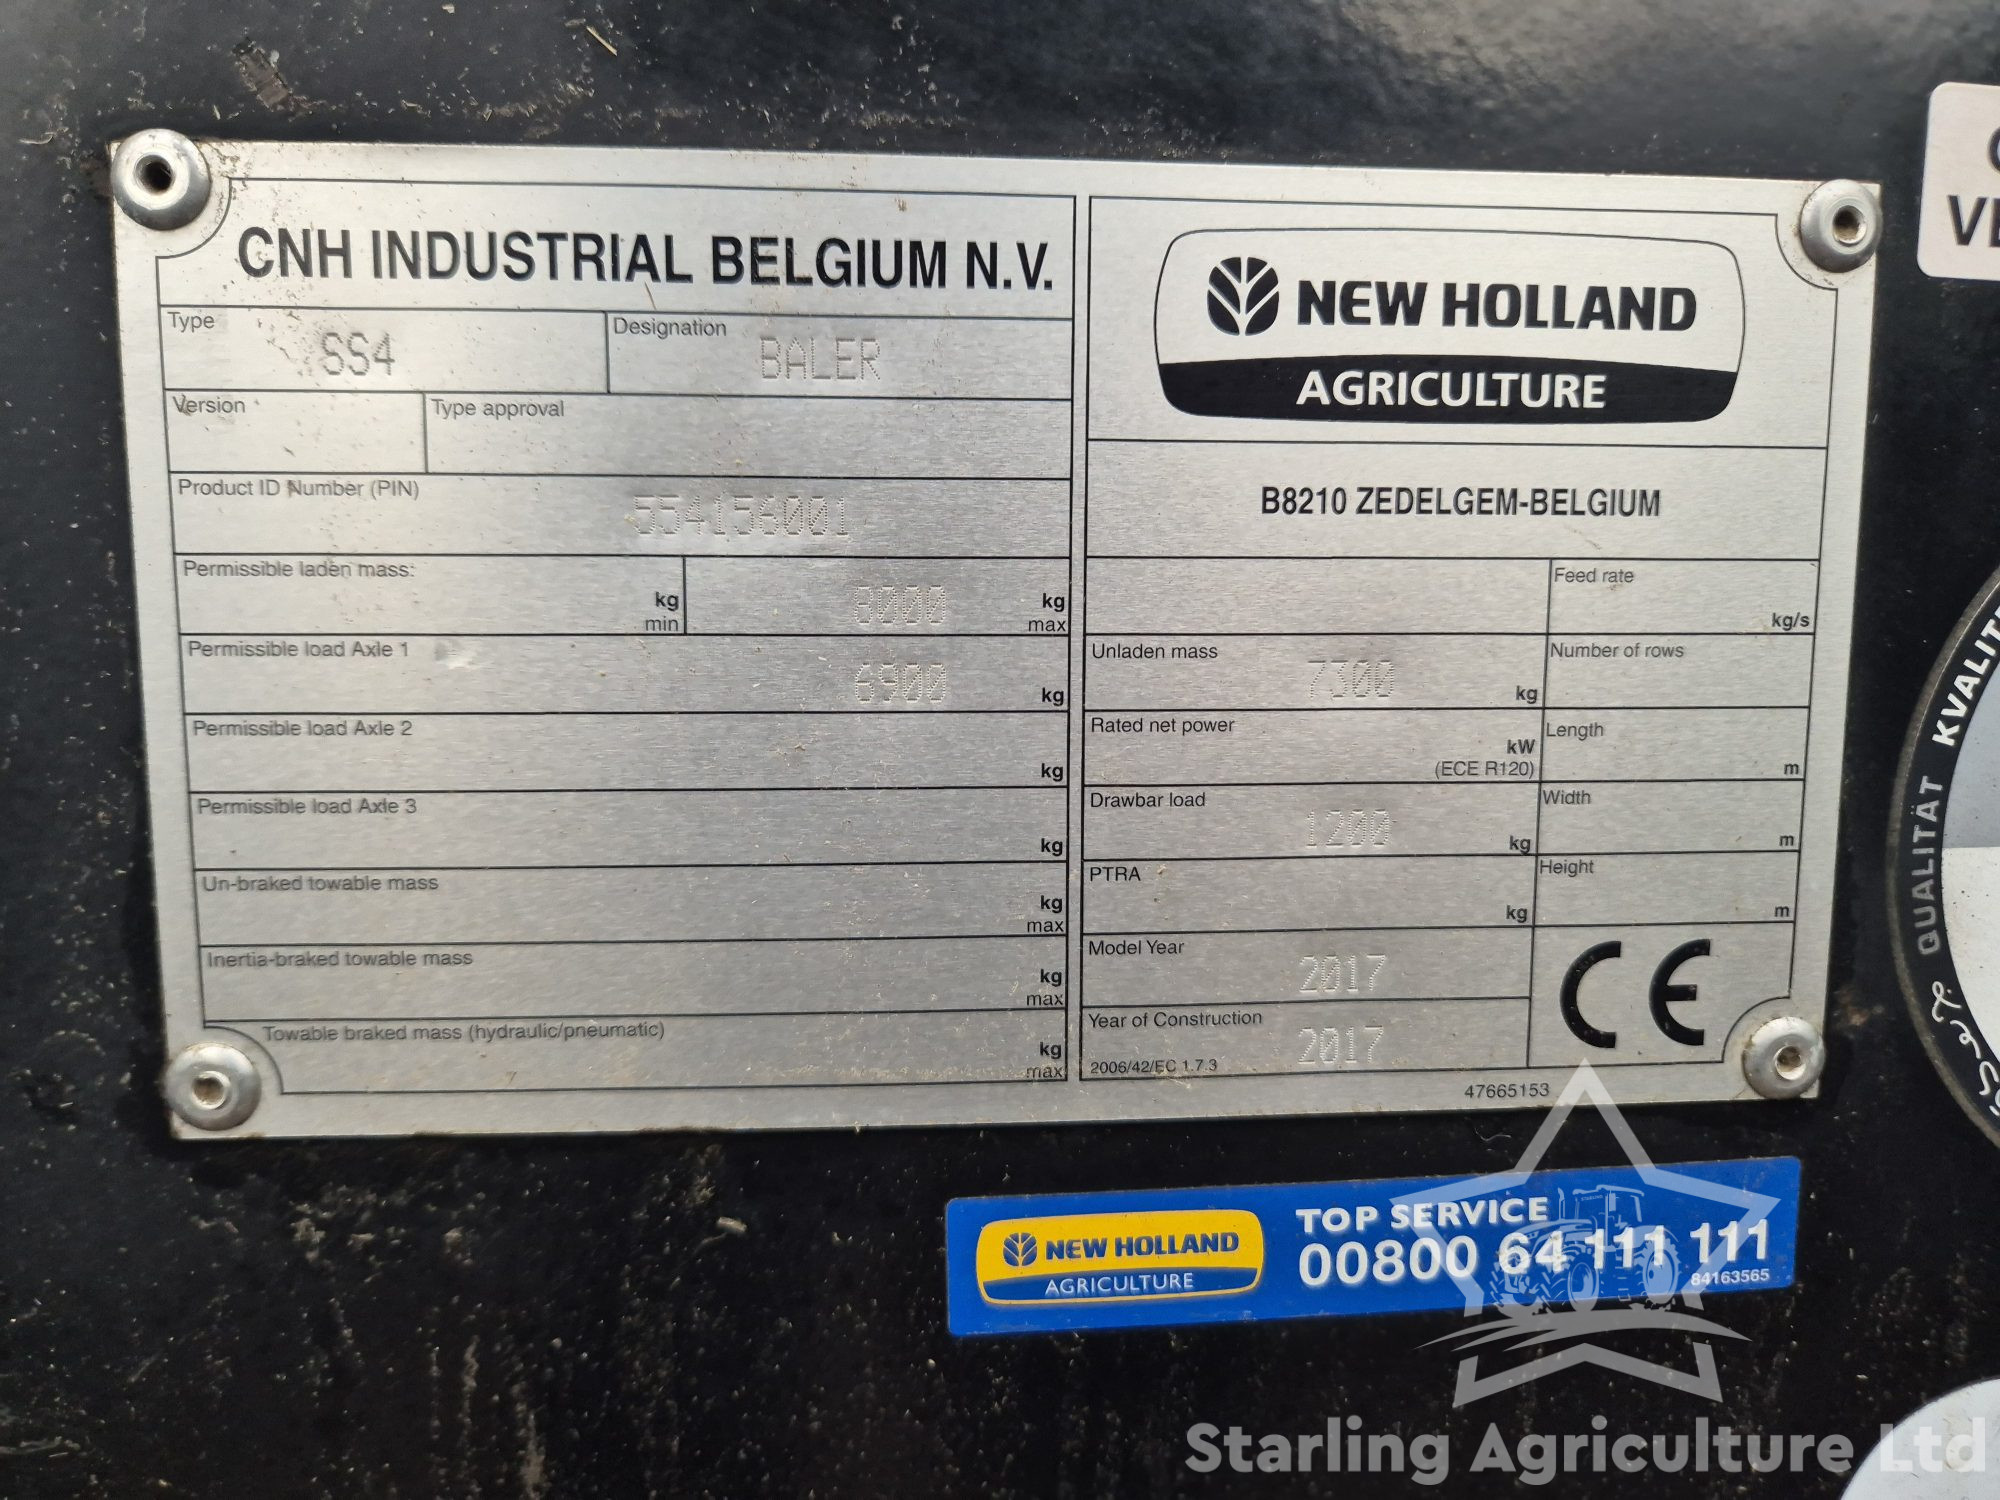 CNH INDUSTRIAL BELGIUM N.V.
Type SS4
Designation BALER
Version
Type approval
Product ID Number (PIN) 554156001
Permissible laden mass: kg min 8000 kg max
Permissible load Axle 1 6900 kg
Permissible load Axle 2 kg
Permissible load Axle 3 kg
Un-braked towable mass kg max
Inertia-braked towable mass kg max
Towable braked mass (hydraulic/pneumatic) kg max
NEW HOLLAND
AGRICULTURE
B8210 ZEDELGEM-BELGIUM
Feed rate kg/s
Unladen mass 7300 kg
Number of rows
Rated net power kW (ECE R120)
Length m
Drawbar load 1200 kg
Width m
PTRA kg
Height m
Model Year 2017
Year of Construction 2017
2006/42/EC 1.7.3
CE
47665153
NEW HOLLAND
AGRICULTURE
TOP SERVICE
00800 64 111 111
84163565
QUALITÄT
Starling Agriculture Ltd